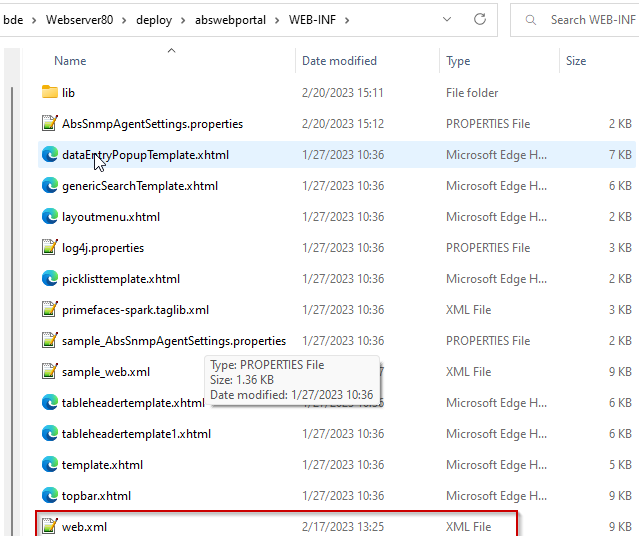 bde > Webserver80 > deploy > abswebportal > WEB-INF > Search WEB-INF
Name Date modified Type Size
lib 2/20/2023 15:11 File folder
AbsSnmpAgentSettings.properties 2/20/2023 15:12 PROPERTIES File 2 KB
dataEntryPopupTemplate.xhtml 1/27/2023 10:36 Microsoft Edge H... 7 KB
genericSearchTemplate.xhtml 1/27/2023 10:36 Microsoft Edge H... 6 KB
layoutmenu.xhtml 1/27/2023 10:36 Microsoft Edge H... 6 KB
log4j.properties 1/27/2023 10:36 PROPERTIES File 3 KB
picklisttemplate.xhtml 1/27/2023 10:36 Microsoft Edge H... 6 KB
primefaces-spark.taglib.xml 1/27/2023 10:36 XML File 3 KB
sample_AbsSnmpAgentSettings.properties 1/27/2023 10:36 PROPERTIES File 2 KB
sample_web.xml 7 XML File 9 KB
Type: PROPERTIES File
Size: 1.36 KB
Date modified: 1/27/2023 10:36
tableheadertemplate.xhtml Microsoft Edge H... 6 KB
tableheadertemplate1.xhtml 1/27/2023 10:36 Microsoft Edge H... 6 KB
template.xhtml 1/27/2023 10:36 Microsoft Edge H... 5 KB
topbar.xhtml 1/27/2023 10:36 Microsoft Edge H... 9 KB
web.xml 2/17/2023 13:25 XML File 9 KB